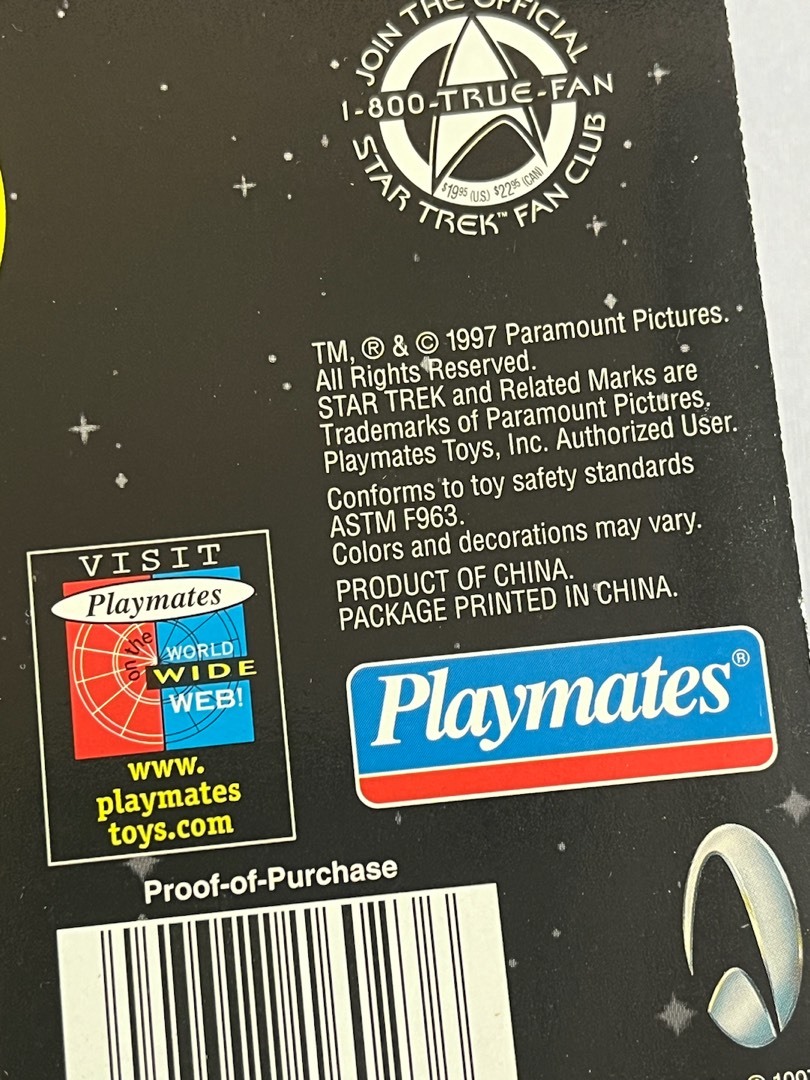 JOIN THE OFFICIAL
1-800-TRUE-FAN
$19.95 (U.S.) $22.95 (CAN)
STAR TREK™ FAN CLUB
TM, ® & © 1997 Paramount Pictures.
All Rights Reserved.
STAR TREK and Related Marks are
Trademarks of Paramount Pictures.
Playmates Toys, Inc. Authorized User.
Conforms to toy safety standards
ASTM F963.
Colors and decorations may vary.
PRODUCT OF CHINA.
PACKAGE PRINTED IN CHINA.
VISIT
Playmates
on the
WORLD
WIDE
WEB!
www.
playmates
toys.com
Playmates®
Proof-of-Purchase